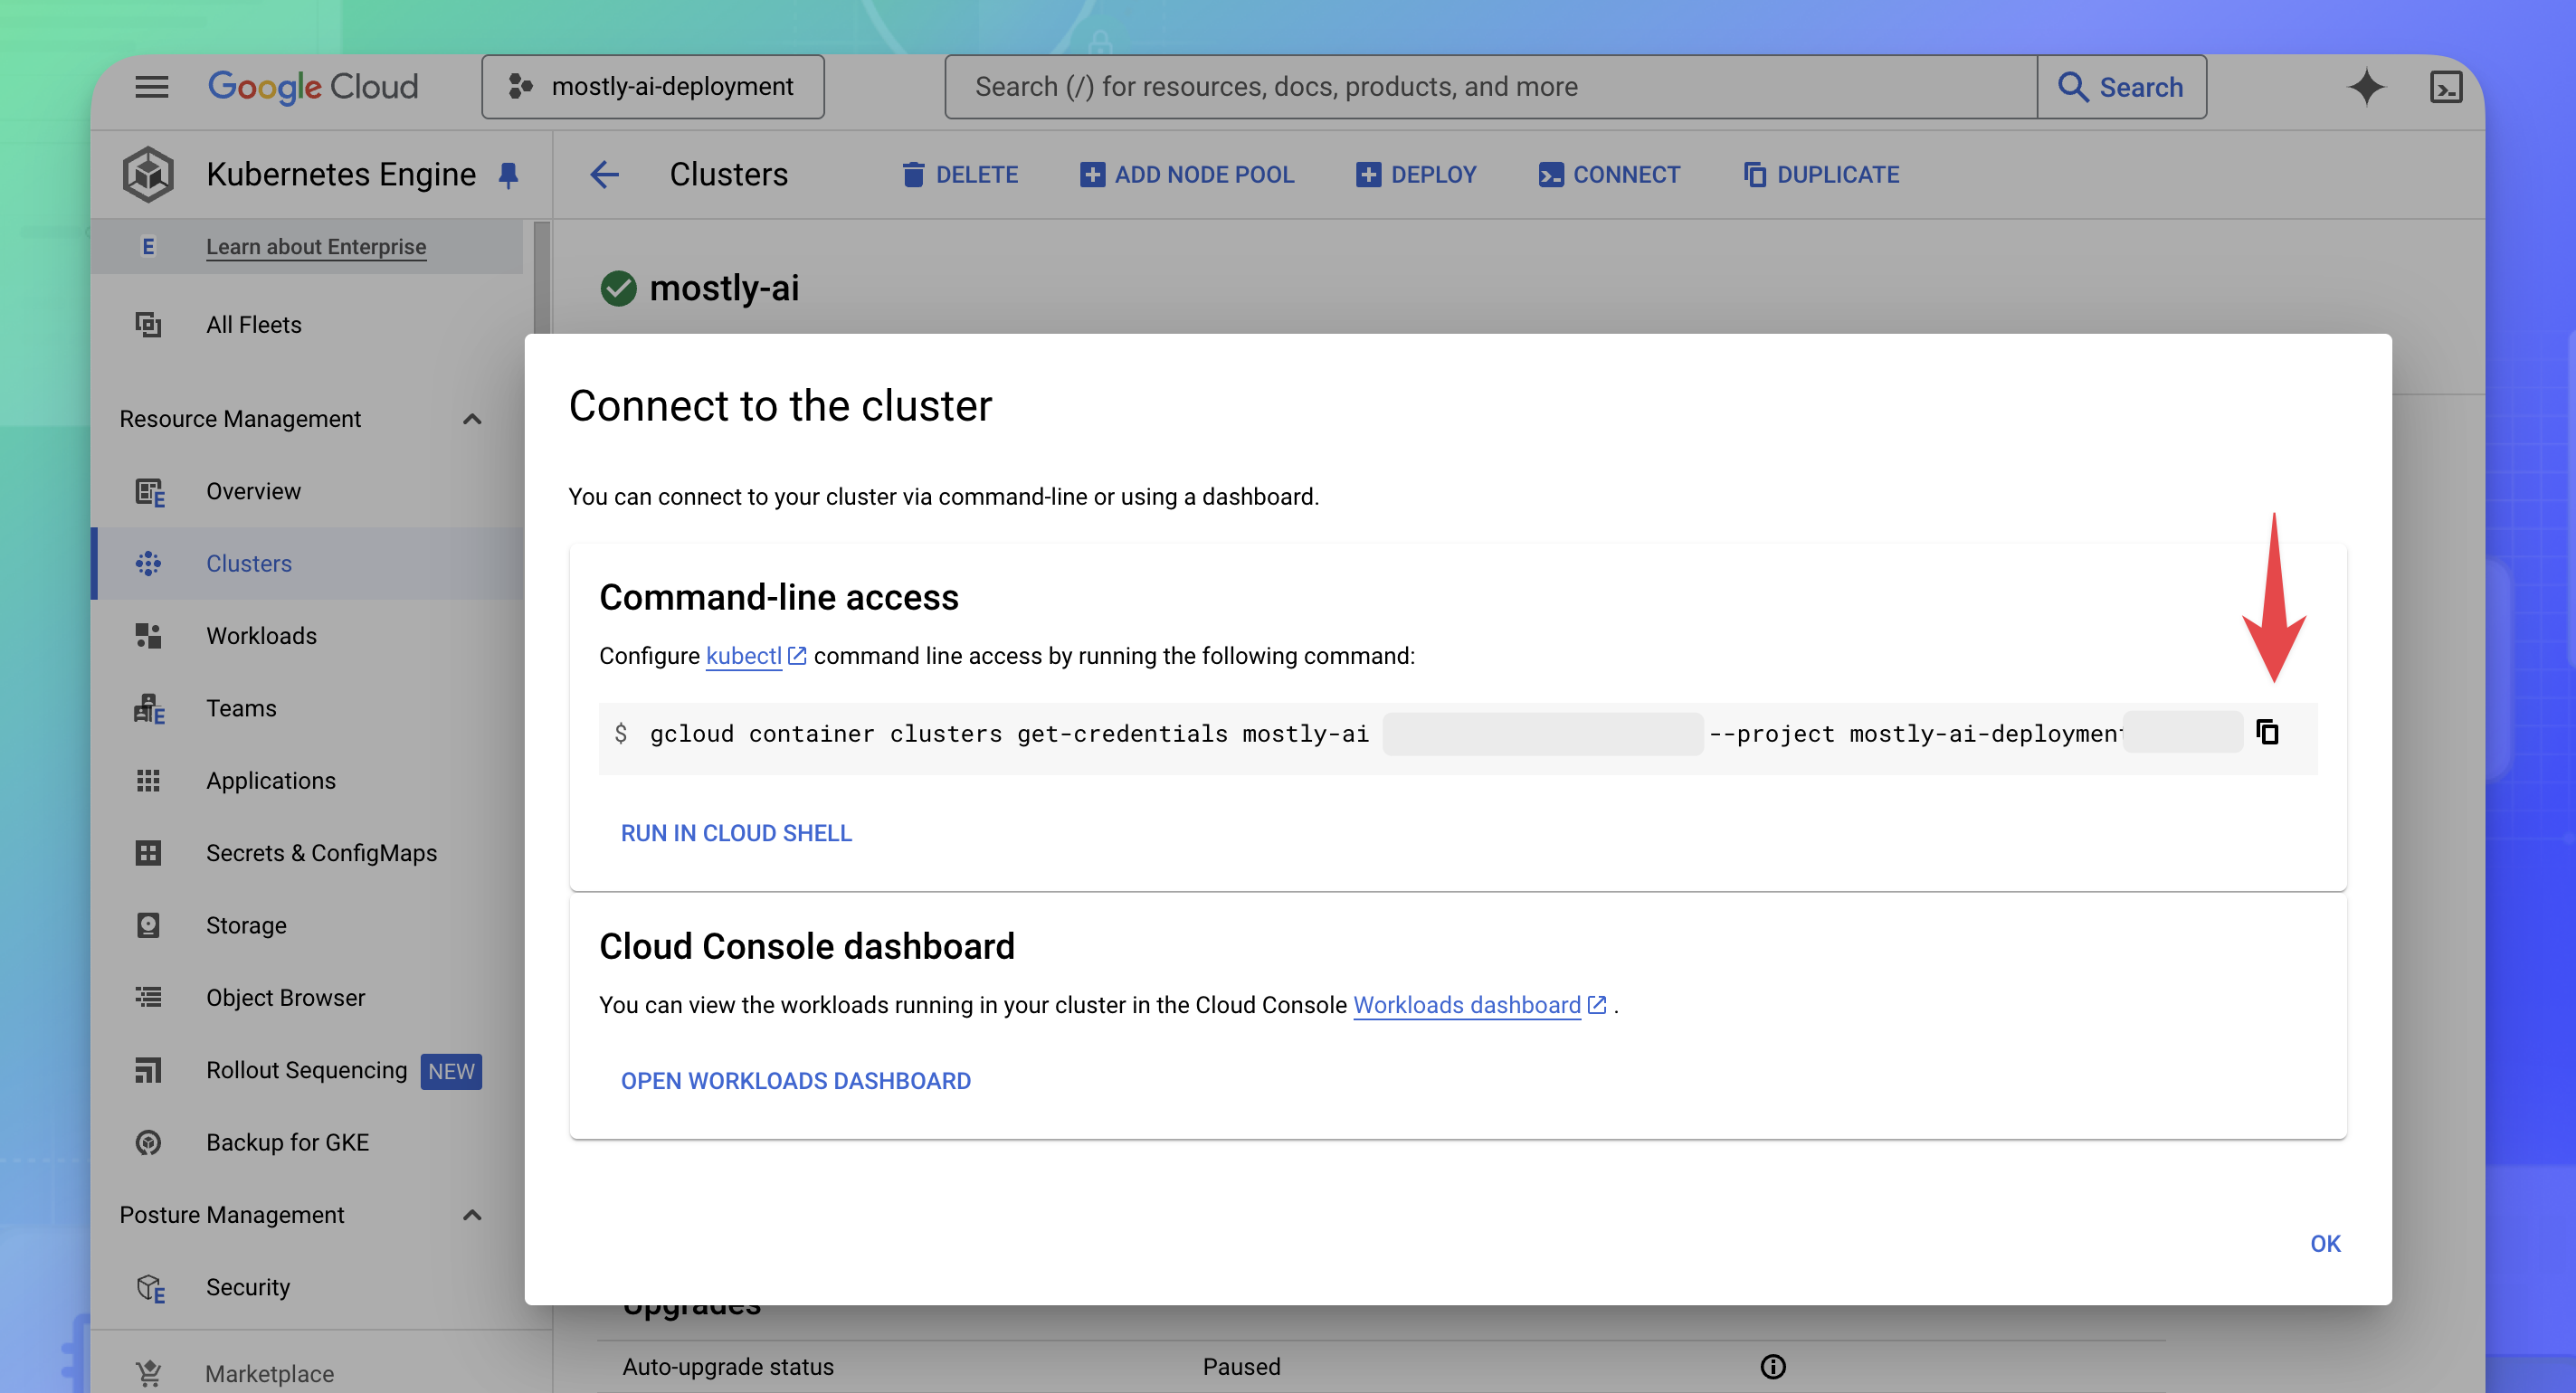 Google Cloud
mostly-ai-deployment
Search (/) for resources, docs, products, and more
Search
Kubernetes Engine
Clusters
DELETE
ADD NODE POOL
DEPLOY
CONNECT
DUPLICATE
E Learn about Enterprise
All Fleets
Resource Management
E Overview
Clusters
Workloads
E Teams
Applications
Secrets & ConfigMaps
Storage
Object Browser
Rollout Sequencing NEW
Backup for GKE
Posture Management
E Security
Marketplace
mostly-ai
Connect to the cluster
You can connect to your cluster via command-line or using a dashboard.
Command-line access
Configure kubectl command line access by running the following command:
$ gcloud container clusters get-credentials mostly-ai --project mostly-ai-deployment
RUN IN CLOUD SHELL
Cloud Console dashboard
You can view the workloads running in your cluster in the Cloud Console Workloads dashboard .
OPEN WORKLOADS DASHBOARD
OK
Upgrades
Auto-upgrade status
Paused